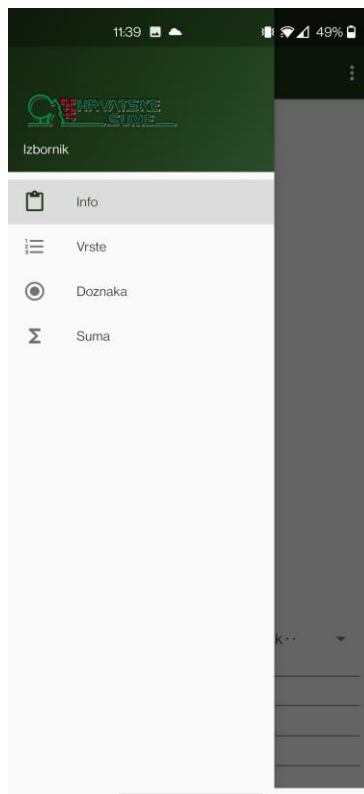 11:39
49%
HRVATSKE
ŠUME
Izbornik
Info
Vrste
Doznaka
Suma
k··